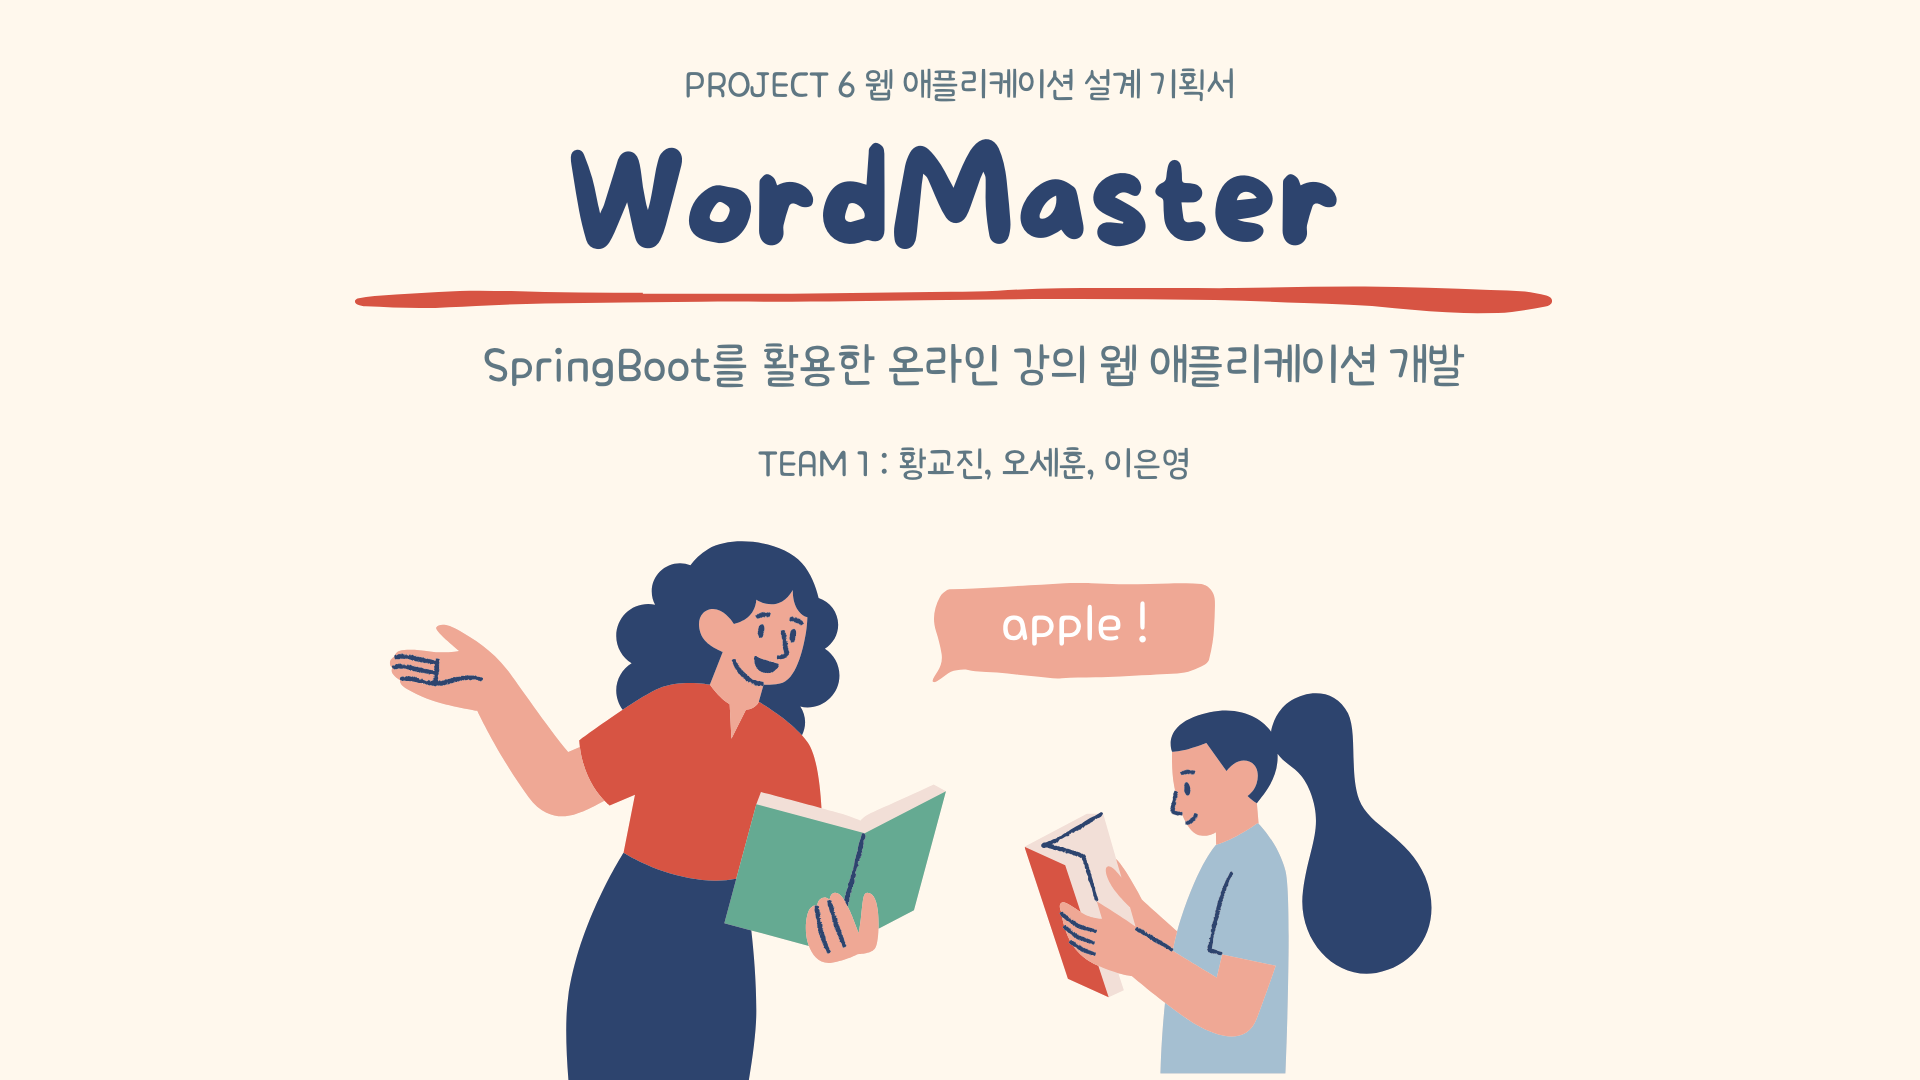 PROJECT 6 웹 애플리케이션 설계 기획서
WordMaster
SpringBoot를 활용한 온라인 강의 웹 애플리케이션 개발
TEAM 1 : 황교진, 오세훈, 이은영
apple !